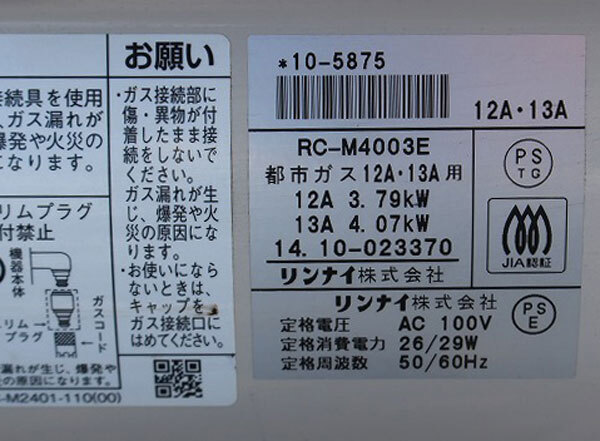 接続具を使用
ガス漏れが
爆発や火災の
になります。
リムプラグ
付禁止
機器本体
ガスコード
リム
プラグ
れが生じ、爆発や
の原因になります。
-M2401-110(00)
お願い
・ガス接続部に
傷・異物が付
着したまま接
続をしないで
ください。
ガス漏れが生
じ、爆発や火
災の原因にな
ります。
・お使いになら
ないときは、
キャップを
ガス接続口に
はめてください。
*10-5875
12A・13A
RC-M4003E
都市ガス12A・13A用
12A 3.79kW
13A 4.07kW
14.10-023370
リンナイ株式会社
PS
TG
JIA認証
リンナイ株式会社
定格電圧 AC 100V
定格消費電力 26/29W
定格周波数 50/60Hz
PS
E